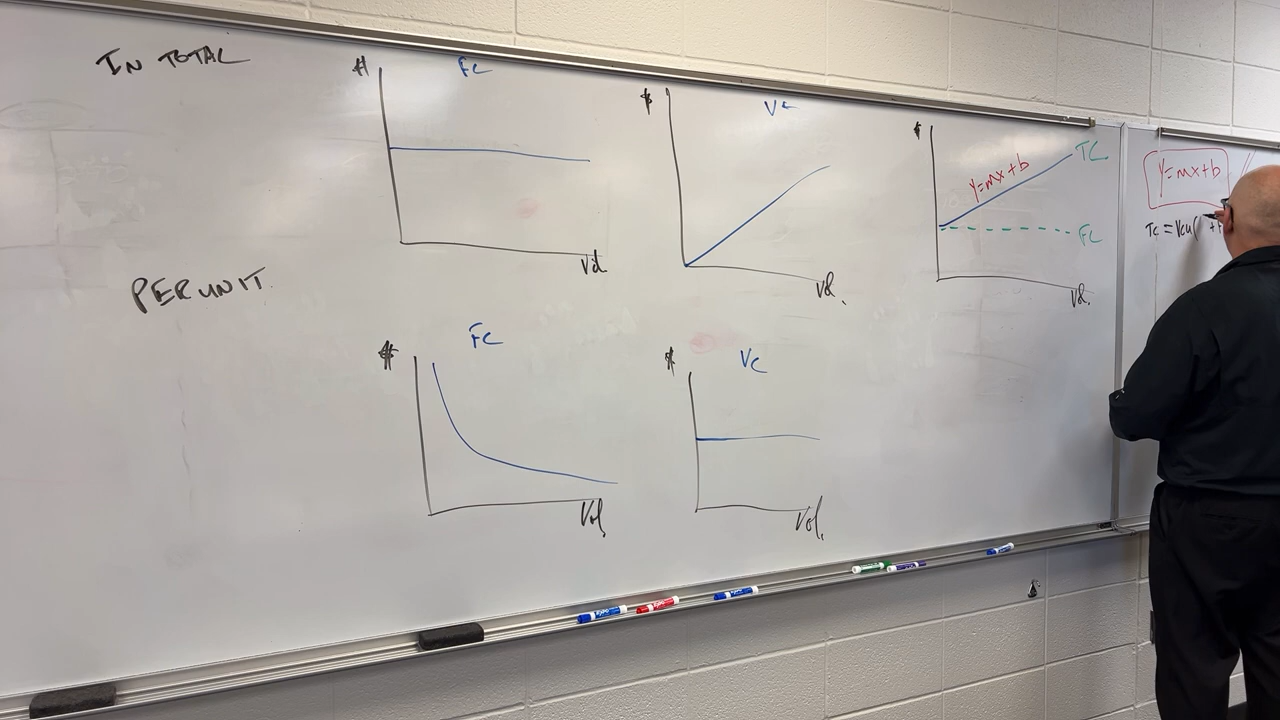 IN TOTAL
$
FC
Vol
$
VC
Vol.
$
Y=mx+b
TC
FC
Vol.
Y=mx+b
TC = VCU(
+F
PER UNIT
$
FC
Vol.
$
VC
Vol.